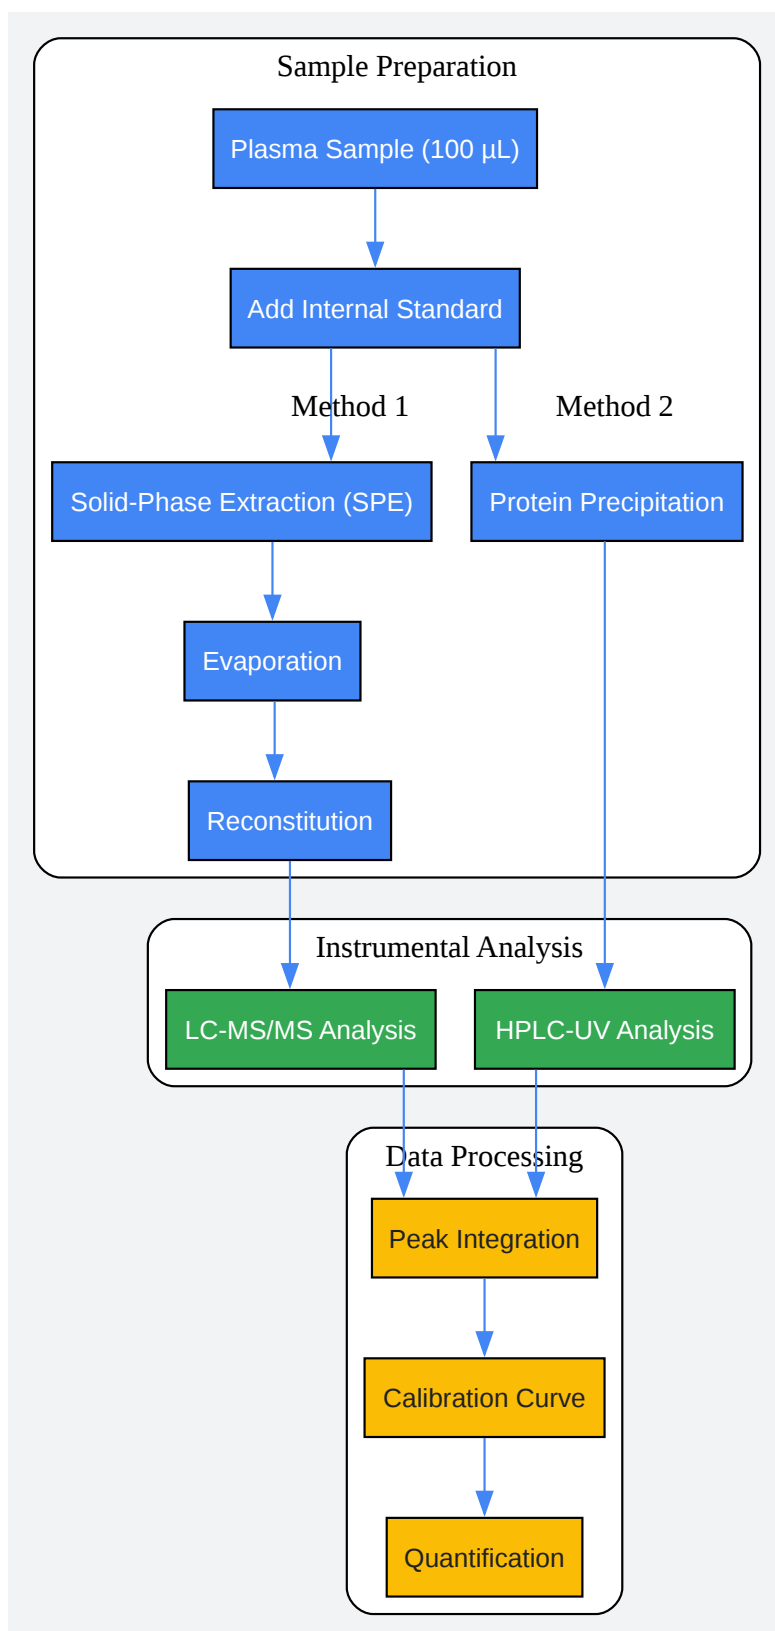 Sample Preparation
Plasma Sample (100 µL)
Add Internal Standard
Method 1
Method 2
Solid-Phase Extraction (SPE)
Protein Precipitation
Evaporation
Reconstitution
Instrumental Analysis
LC-MS/MS Analysis
HPLC-UV Analysis
Data Processing
Peak Integration
Calibration Curve
Quantification